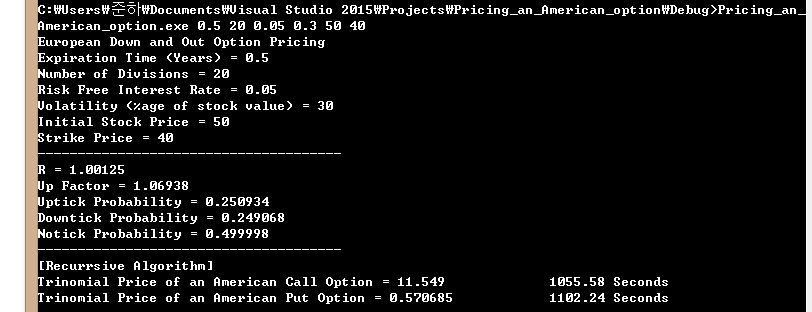 C:₩Users₩준하₩Documents₩Visual Studio 2015₩Projects₩Pricing_an_American_option₩Debug>Pricing_an_
American_option.exe 0.5 20 0.05 0.3 50 40
European Down and Out Option Pricing
Expiration Time (Years) = 0.5
Number of Divisions = 20
Risk Free Interest Rate = 0.05
Volatility (%age of stock value) = 30
Initial Stock Price = 50
Strike Price = 40
--------------------------------------
R = 1.00125
Up Factor = 1.06938
Uptick Probability = 0.250934
Downtick Probability = 0.249068
Notick Probability = 0.499998
--------------------------------------
[Recurrsive Algorithm]
Trinomial Price of an American Call Option = 11.549 1055.58 Seconds
Trinomial Price of an American Put Option = 0.570685 1102.24 Seconds